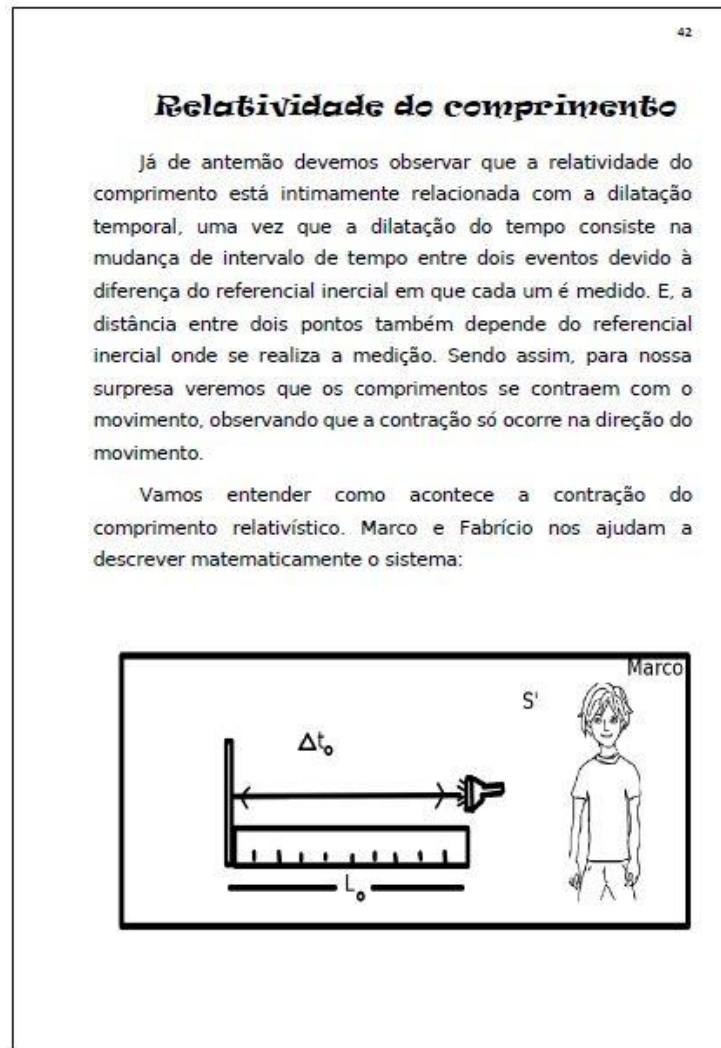 42
Relatividade do comprimento
Já de antemão devemos observar que a relatividade do
comprimento está intimamente relacionada com a dilatação
temporal, uma vez que a dilatação do tempo consiste na
mudança de intervalo de tempo entre dois eventos devido à
diferença do referencial inercial em que cada um é medido. E, a
distância entre dois pontos também depende do referencial
inercial onde se realiza a medição. Sendo assim, para nossa
surpresa veremos que os comprimentos se contraem com o
movimento, observando que a contração só ocorre na direção do
movimento.
Vamos entender como acontece a contração do
comprimento relativístico. Marco e Fabrício nos ajudam a
descrever matematicamente o sistema:
Marco
S'
Δt₀
L₀